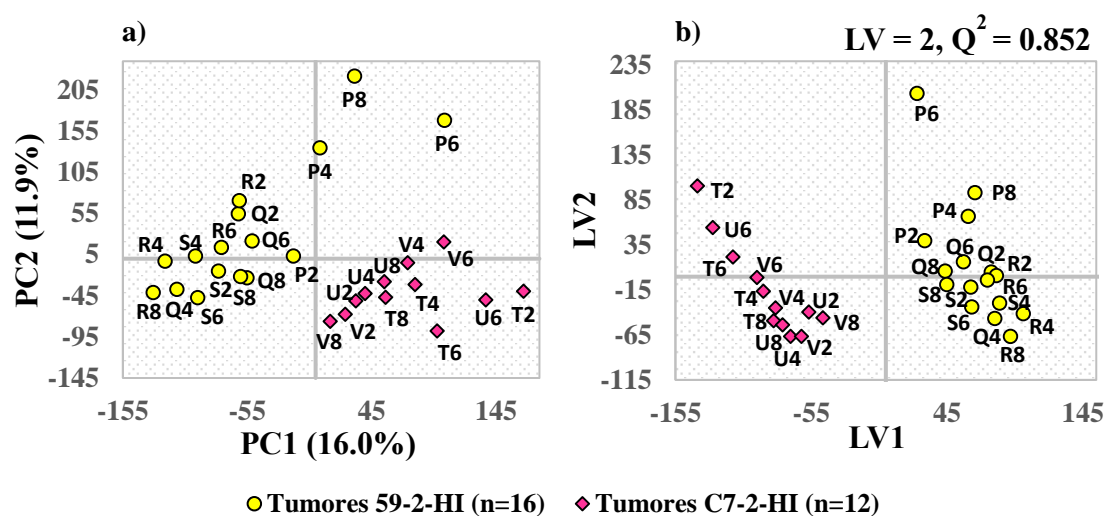 a)
PC2 (11.9%)
205
155
105
55
5
-45
-95
-145
P8
P6
P4
R2
Q2
R6
Q6
S4
R4
P2
V4
V6
U8
U4
U2
S2
S8
Q8
R8
Q4
S6
T4
T8
V2
V8
U6
T2
T6
-155
-55
45
145
PC1 (16.0%)
b)
LV = 2, Q² = 0.852
LV2
235
185
135
85
35
-15
-65
-115
P6
T2
P8
U6
P4
P2
T6
V6
Q6
Q2
Q8
R2
S8
S2
R6
T4
V4
U2
S4
T8
V8
S6
R4
U8
U4
V2
Q4
R8
-155
-55
45
145
LV1
Tumores 59-2-HI (n=16) Tumores C7-2-HI (n=12)